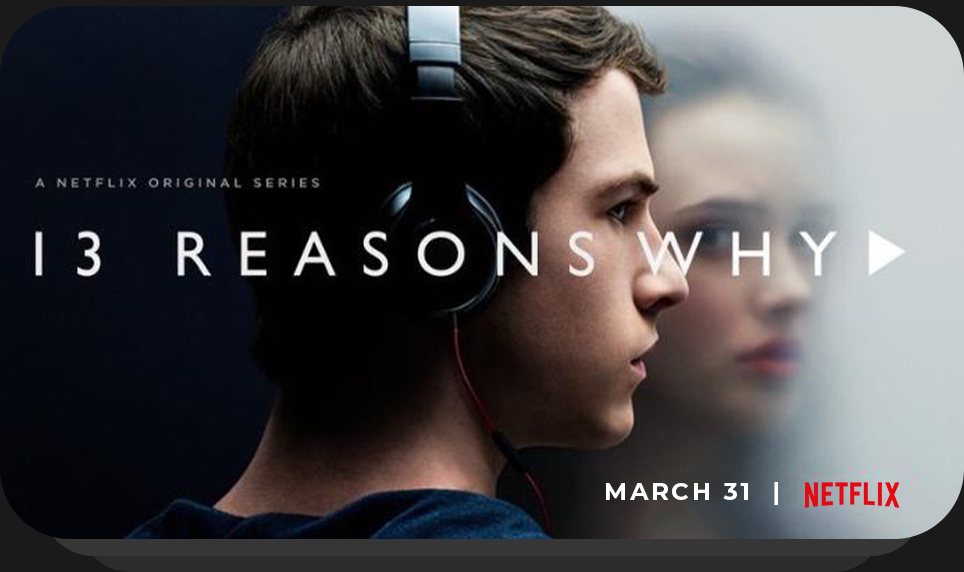 A NETFLIX ORIGINAL SERIES
13 REASONS WHY
MARCH 31 | NETFLIX